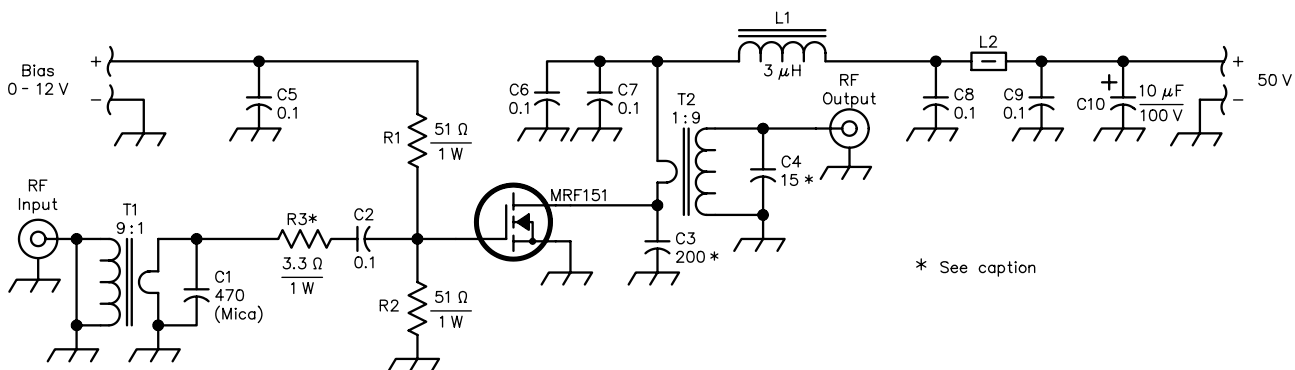 Bias
0 - 12 V
+
−
C5
0.1
R1
51 Ω
1 W
C6
0.1
C7
0.1
L1
3 μH
T2
1 : 9
RF
Output
C4
15 *
C8
0.1
L2
C9
0.1
+
C10
10 μF
100 V
+
−
50 V
RF
Input
T1
9 : 1
C1
470
(Mica)
R3*
3.3 Ω
1 W
C2
0.1
R2
51 Ω
1 W
MRF151
C3
200 *
* See caption